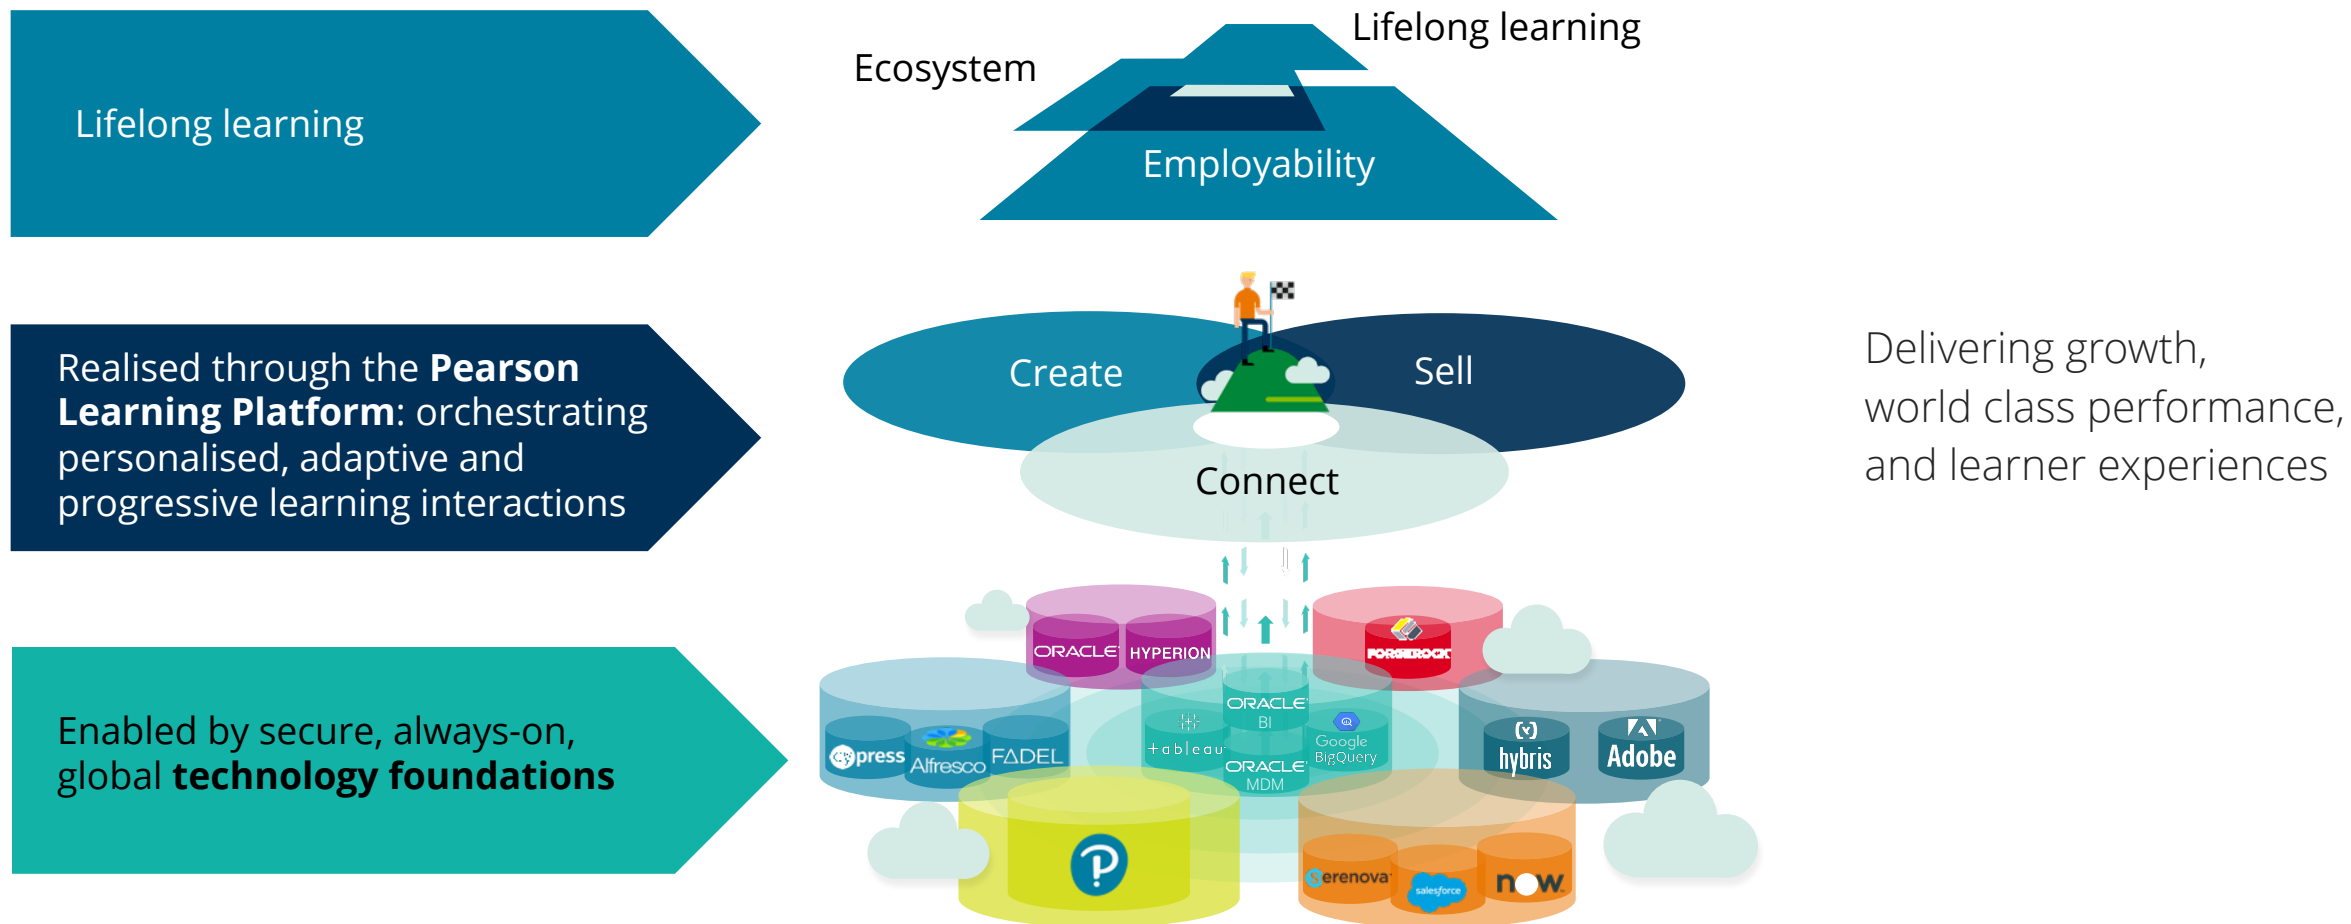 Lifelong learning
Ecosystem
Lifelong learning
Employability
Realised through the Pearson
Learning Platform: orchestrating
personalised, adaptive and
progressive learning interactions
Create
Sell
Connect
Delivering growth,
world class performance,
and learner experiences
Enabled by secure, always-on,
global technology foundations
ORACLE
HYPERION
FORGEROCK
press
Alfresco
FADEL
+ableau
ORACLE
BI
ORACLE
MDM
Google
BigQuery
(y)
hybris
Adobe
P
Serenova
salesforce
now